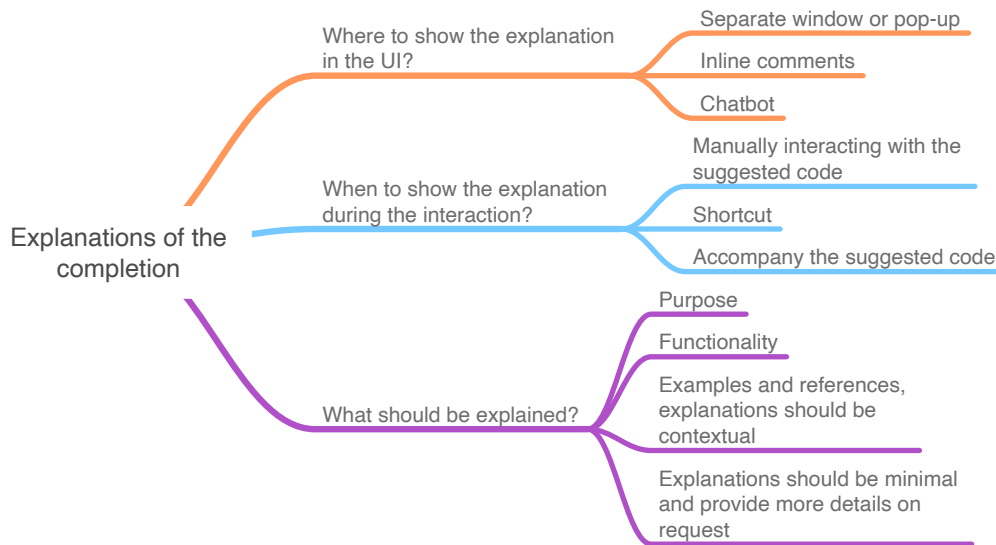 Explanations of the
completion
Where to show the explanation
in the UI?
Separate window or pop-up
Inline comments
Chatbot
When to show the explanation
during the interaction?
Manually interacting with the
suggested code
Shortcut
Accompany the suggested code
What should be explained?
Purpose
Functionality
Examples and references,
explanations should be
contextual
Explanations should be minimal
and provide more details on
request